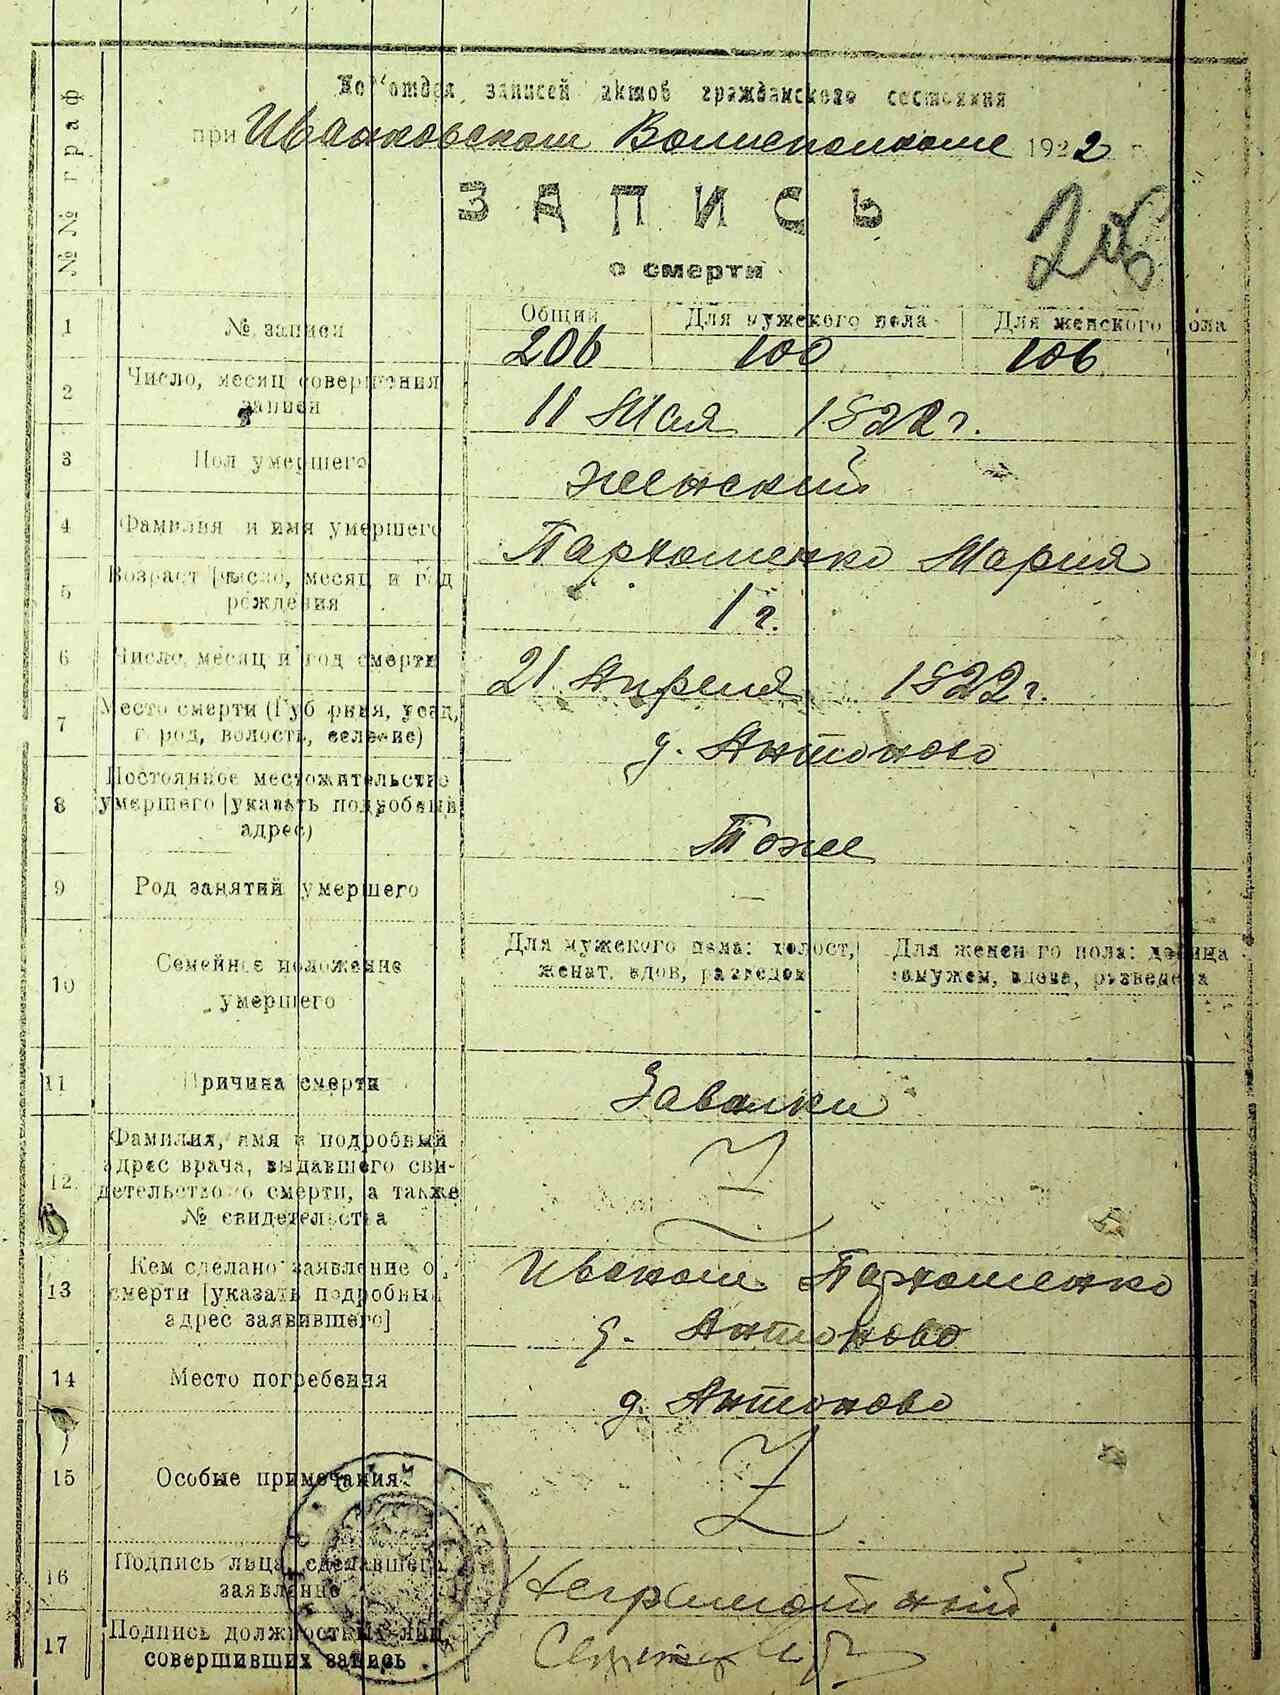 №№ граф
Под'отдел записей актов гражданского состояния
при Иванковском Волисполкоме 1922 г.
ЗАПИСЬ
о смерти
206
1 № записи Общий Для мужского пола Для женского пола
206 100 106
2 Число, месяц совершения
записи
11 Мая 1922 г.
3 Пол умершего женский
4 Фамилия и имя умершего Пархоменко Мария
5 Возраст [число, месяц и год
рождения
1 г.
6 Число, месяц и год смерти 21 Апреля 1922 г.
7 Место смерти (Губерния, уезд,
город, волость, селение)
д. Антоново
8 Постоянное местожительство
умершего [указать подробный
адрес)
Тоже
9 Род занятий умершего —
10 Семейное положение
умершего
Для мужского пола: холост,
женат, вдов, разведен
Для женского пола: девица
замужем, вдова, разведена
11 Причина смерти Завалки
12 Фамилия, имя и подробный
адрес врача, выдавшего сви-
детельство о смерти, а также
№ свидетельства
13 Кем сделано заявление о
смерти [указать подробный
адрес заявившего]
Иваном Пархоменко
д. Антоново
14 Место погребения д. Антоново
15 Особые примечания
16 Подпись лица, сделавшего
заявление
Неграмотный
17 Подпись должностных лиц,
совершивших запись.